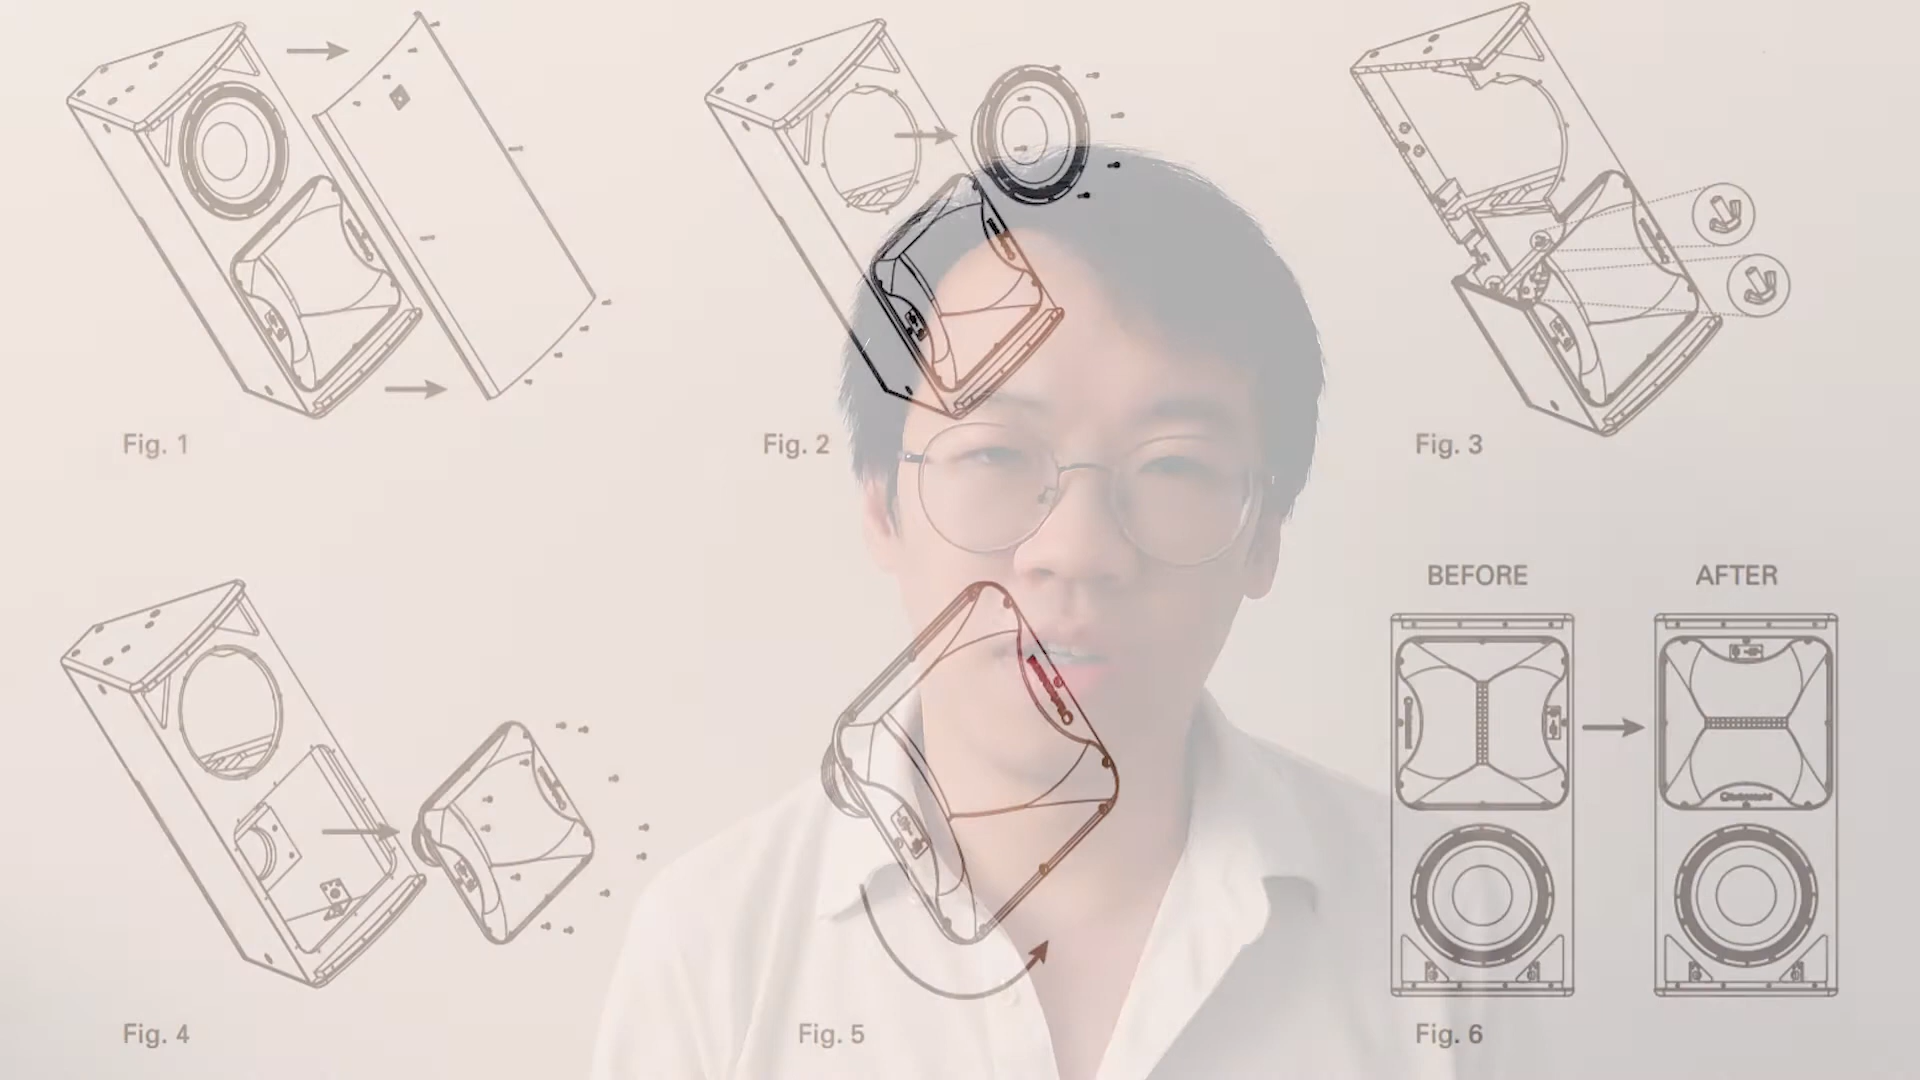 Fig. 1
Fig. 2
Fig. 3
BEFORE
AFTER
Fig. 4
Fig. 5
Fig. 6